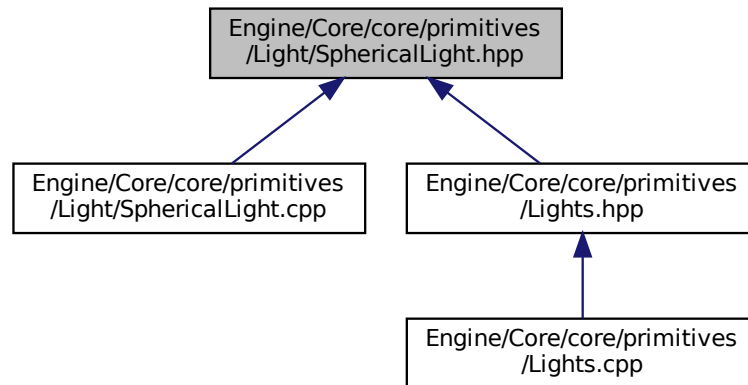 Engine/Core/core/primitives
/Light/SphericalLight.hpp
Engine/Core/core/primitives
/Light/SphericalLight.cpp
Engine/Core/core/primitives
/Lights.hpp
Engine/Core/core/primitives
/Lights.cpp